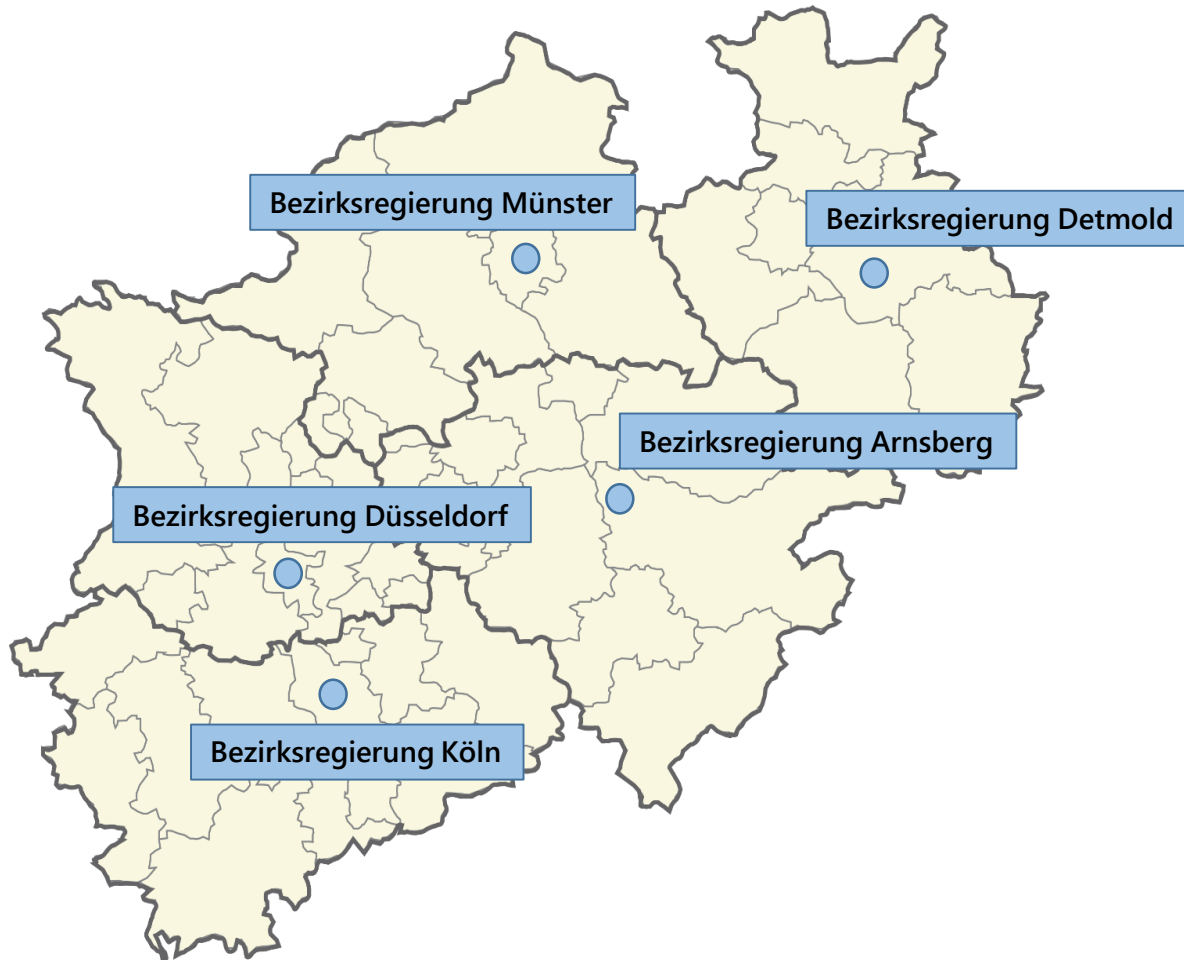 Bezirksregierung Münster
Bezirksregierung Detmold
Bezirksregierung Arnsberg
Bezirksregierung Düsseldorf
Bezirksregierung Köln